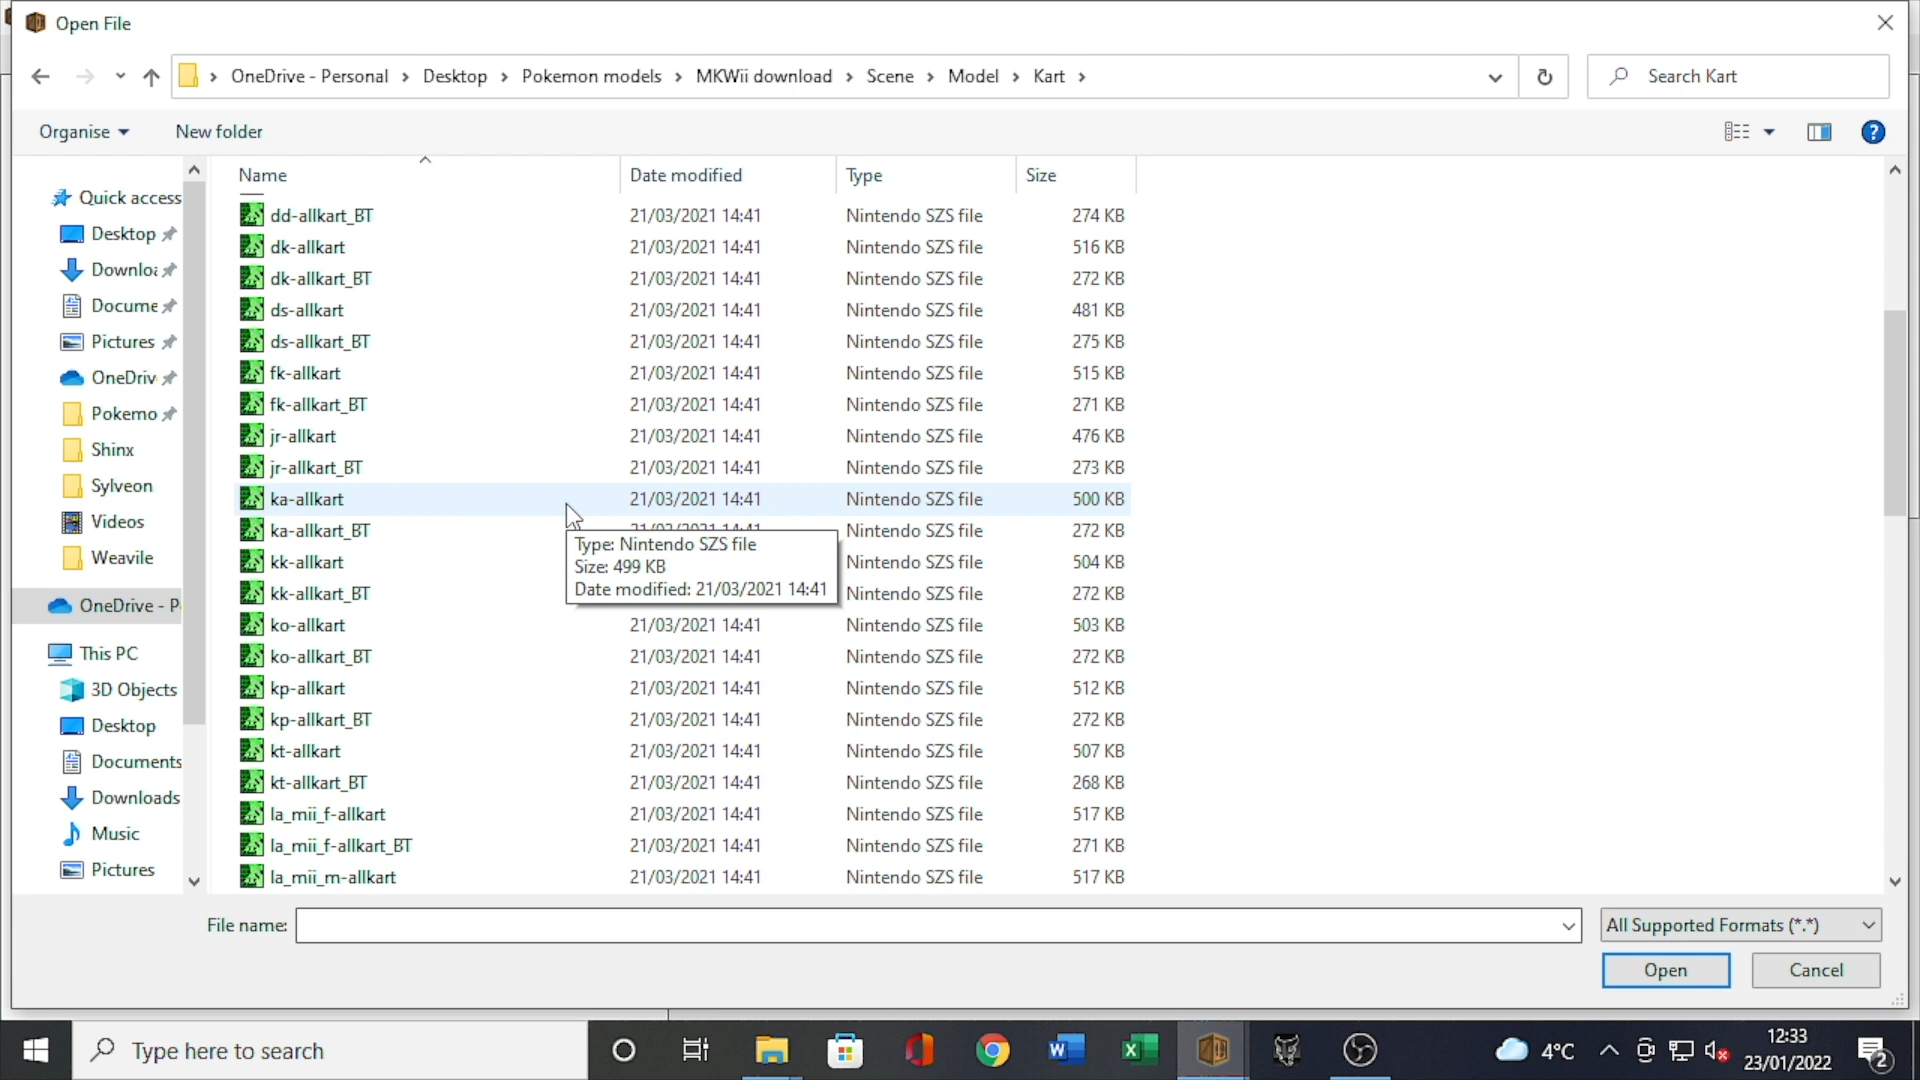 Open File
OneDrive - Personal > Desktop > Pokemon models > MKWii download > Scene > Model > Kart >
Search Kart
Organise
New folder
Name Date modified Type Size
dd-allkart_BT 21/03/2021 14:41 Nintendo SZS file 274 KB
dk-allkart 21/03/2021 14:41 Nintendo SZS file 516 KB
dk-allkart_BT 21/03/2021 14:41 Nintendo SZS file 272 KB
ds-allkart 21/03/2021 14:41 Nintendo SZS file 481 KB
ds-allkart_BT 21/03/2021 14:41 Nintendo SZS file 275 KB
fk-allkart 21/03/2021 14:41 Nintendo SZS file 515 KB
fk-allkart_BT 21/03/2021 14:41 Nintendo SZS file 271 KB
jr-allkart 21/03/2021 14:41 Nintendo SZS file 476 KB
jr-allkart_BT 21/03/2021 14:41 Nintendo SZS file 273 KB
ka-allkart 21/03/2021 14:41 Nintendo SZS file 500 KB
ka-allkart_BT 21/03/2021 14:41 Nintendo SZS file 272 KB
kk-allkart Nintendo SZS file 504 KB
kk-allkart_BT Nintendo SZS file 272 KB
ko-allkart 21/03/2021 14:41 Nintendo SZS file 503 KB
ko-allkart_BT 21/03/2021 14:41 Nintendo SZS file 272 KB
kp-allkart 21/03/2021 14:41 Nintendo SZS file 512 KB
kp-allkart_BT 21/03/2021 14:41 Nintendo SZS file 272 KB
kt-allkart 21/03/2021 14:41 Nintendo SZS file 507 KB
kt-allkart_BT 21/03/2021 14:41 Nintendo SZS file 268 KB
la_mii_f-allkart 21/03/2021 14:41 Nintendo SZS file 517 KB
la_mii_f-allkart_BT 21/03/2021 14:41 Nintendo SZS file 271 KB
la_mii_m-allkart 21/03/2021 14:41 Nintendo SZS file 517 KB
Type: Nintendo SZS file
Size: 499 KB
Date modified: 21/03/2021 14:41
Quick access
Desktop
Downloa
Docume
Pictures
OneDriv
Pokemo
Shinx
Sylveon
Videos
Weavile
OneDrive - P
This PC
3D Objects
Desktop
Documents
Downloads
Music
Pictures
File name:
All Supported Formats (*.*)
Open
Cancel
Type here to search
4°C
12:33
23/01/2022
2